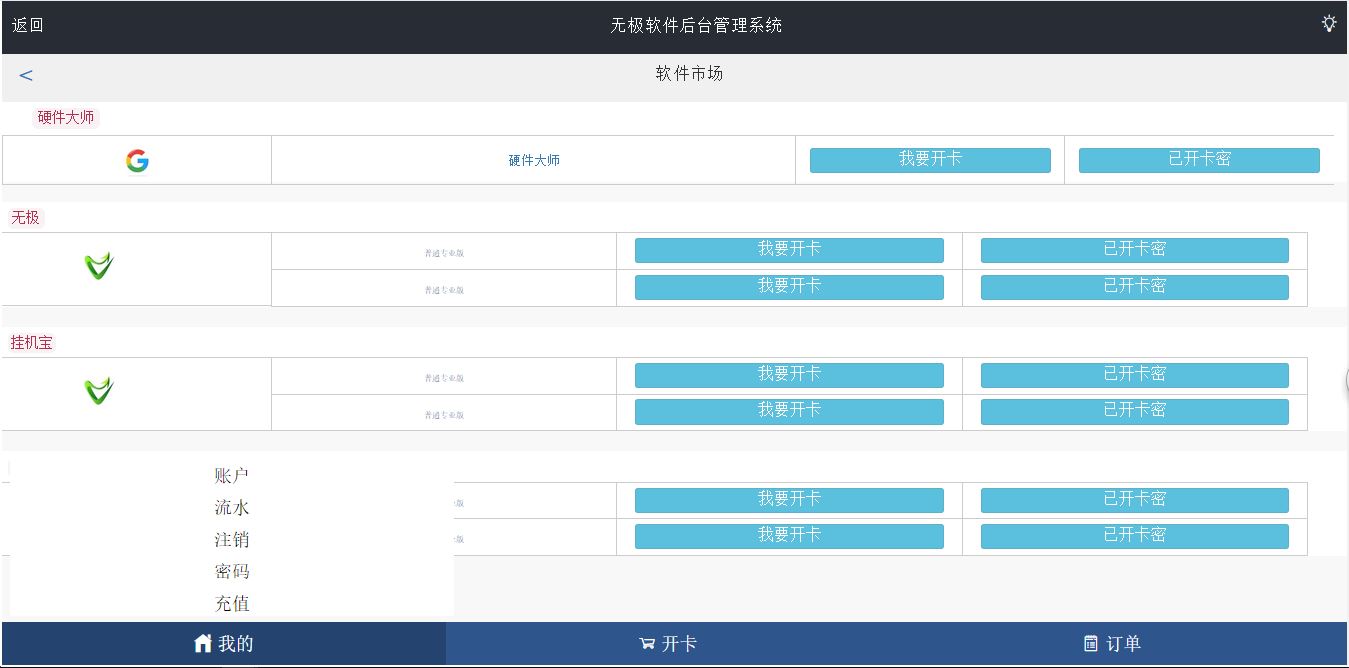 返回 无极软件后台管理系统
< 软件市场
硬件大师
硬件大师 我要开卡 已开卡密
无极
普通专业版 我要开卡 已开卡密
普通专业版 我要开卡 已开卡密
挂机宝
普通专业版 我要开卡 已开卡密
普通专业版 我要开卡 已开卡密
账户
流水
注销
密码
充值
版 我要开卡 已开卡密
业版 我要开卡 已开卡密
我的 开卡 订单